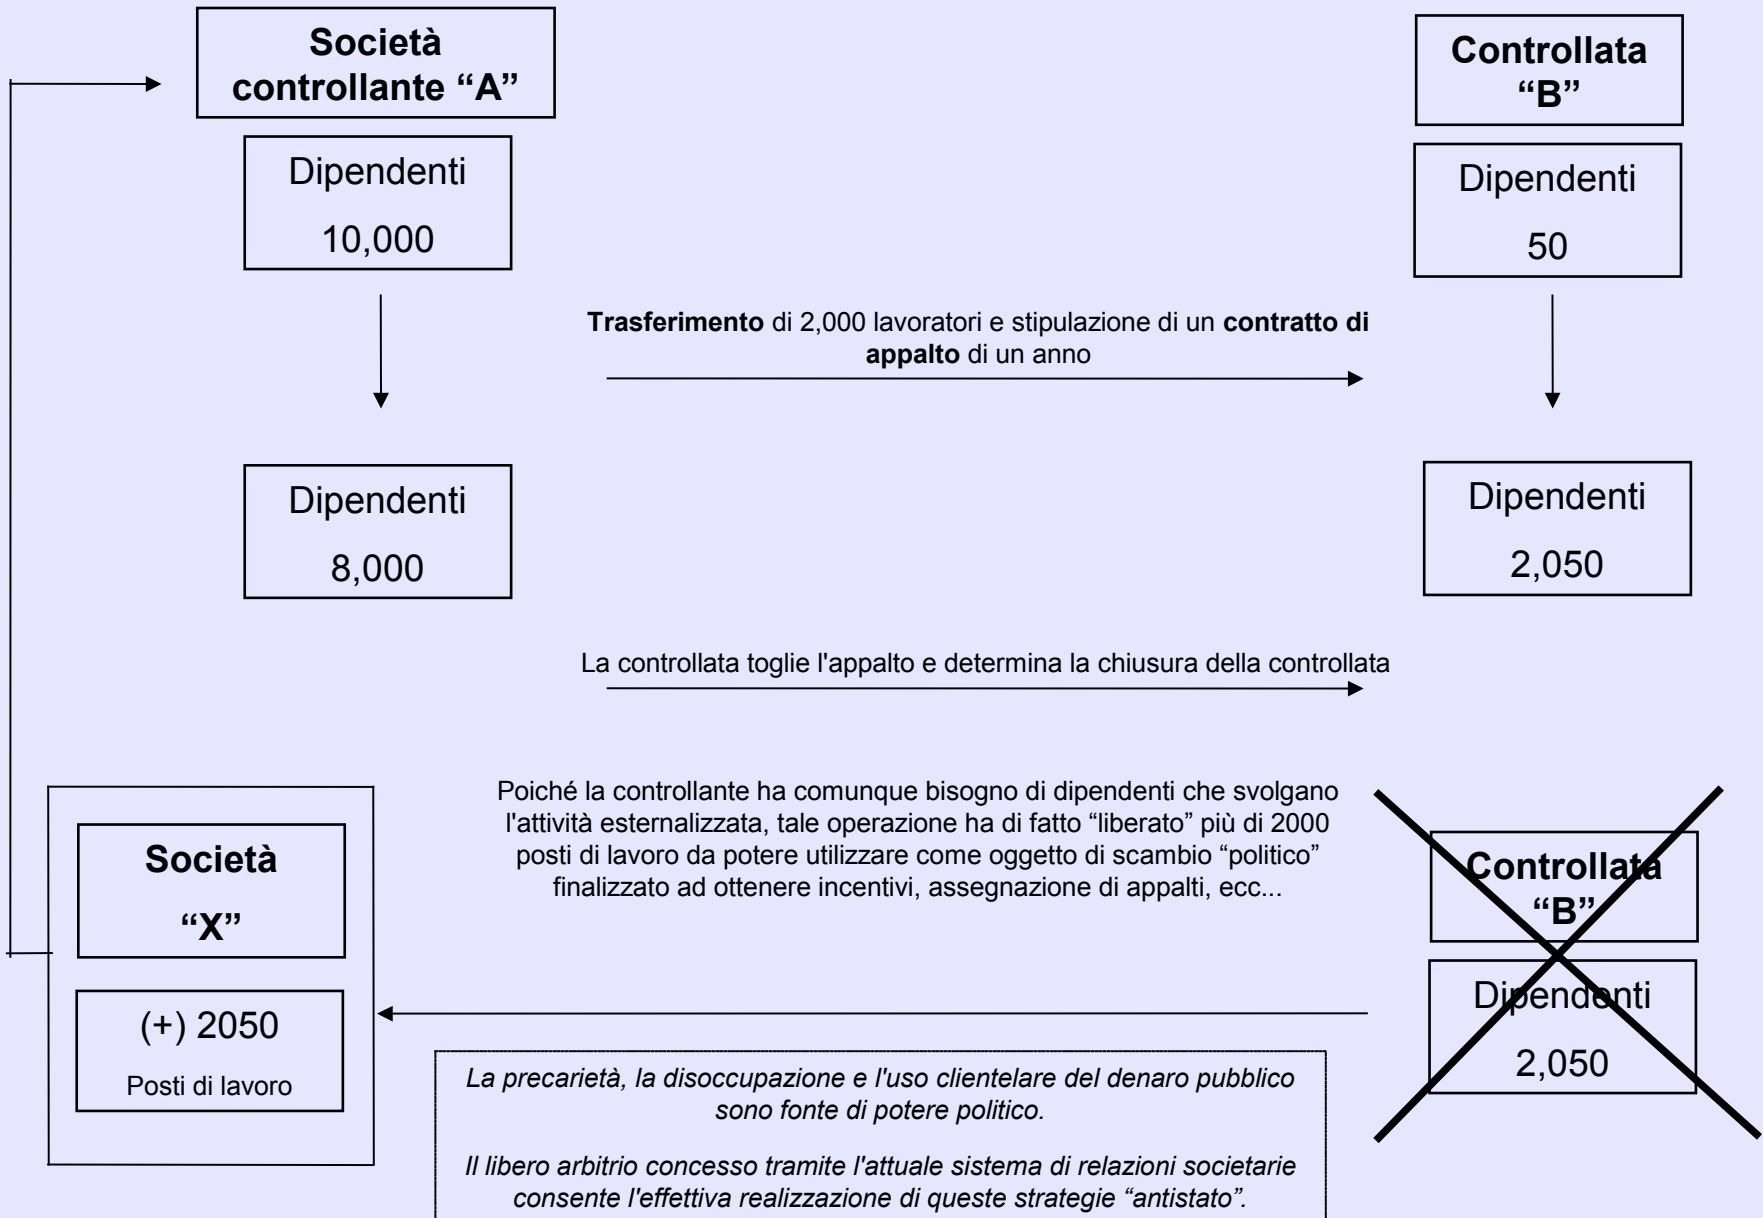 Società
controllante “A”
Controllata
“B”
Dipendenti
10,000
Dipendenti
50
Trasferimento di 2,000 lavoratori e stipulazione di un contratto di
appalto di un anno
Dipendenti
8,000
Dipendenti
2,050
La controllata toglie l'appalto e determina la chiusura della controllata
Poiché la controllante ha comunque bisogno di dipendenti che svolgano
l'attività esternalizzata, tale operazione ha di fatto “liberato” più di 2000
posti di lavoro da potere utilizzare come oggetto di scambio “politico”
finalizzato ad ottenere incentivi, assegnazione di appalti, ecc...
Società
“X”
(+) 2050
Posti di lavoro
Controllata
“B”
Dipendenti
2,050
La precarietà, la disoccupazione e l'uso clientelare del denaro pubblico
sono fonte di potere politico.
Il libero arbitrio concesso tramite l'attuale sistema di relazioni societarie
consente l'effettiva realizzazione di queste strategie “antistato”.